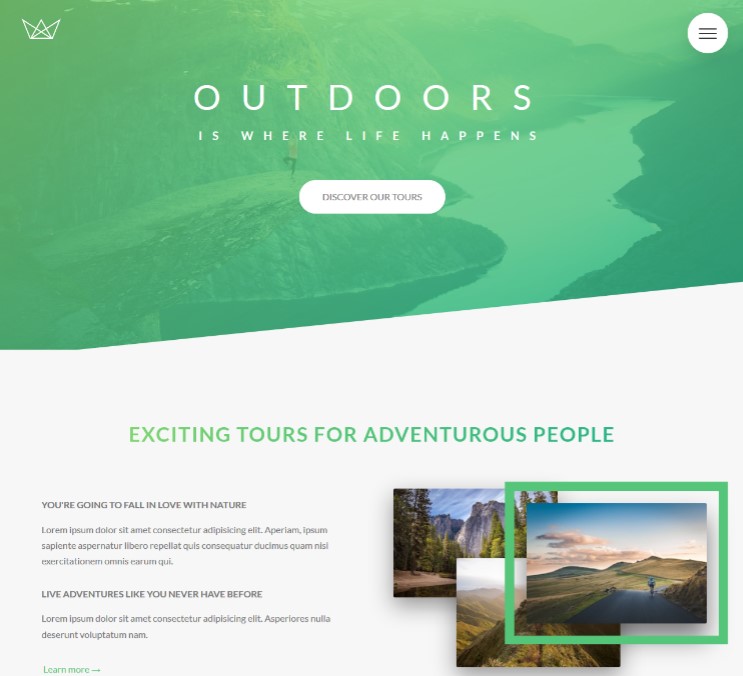 OUTDOORS
IS WHERE LIFE HAPPENS
DISCOVER OUR TOURS
EXCITING TOURS FOR ADVENTUROUS PEOPLE
YOU'RE GOING TO FALL IN LOVE WITH NATURE
Lorem ipsum dolor sit amet consectetur adipisicing elit. Aperiam, ipsum
sapiente aspernatur libero repellat quis consequatur ducimus quam nisi
exercitationem omnis earum qui.
LIVE ADVENTURES LIKE YOU NEVER HAVE BEFORE
Lorem ipsum dolor sit amet consectetur adipisicing elit. Asperiores nulla
deserunt voluptatum nam.
Learn more →